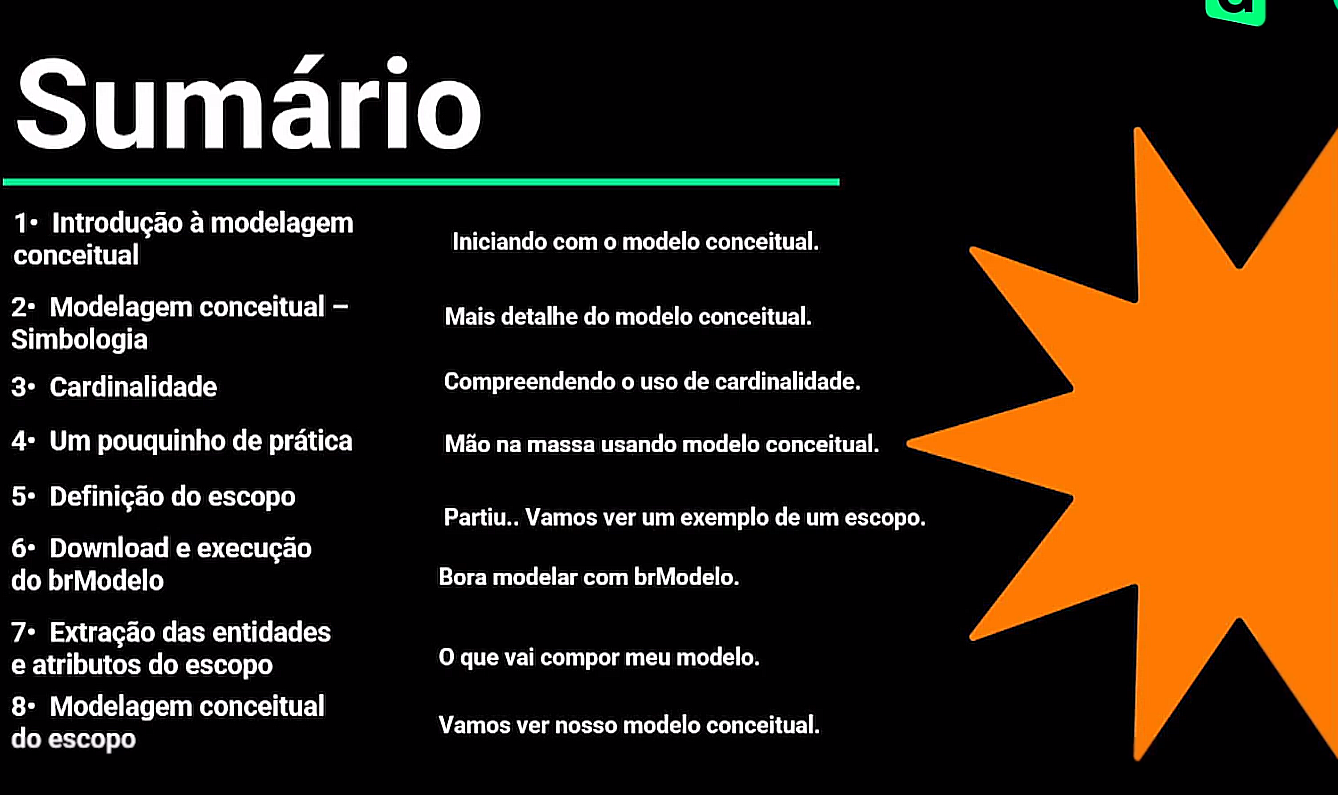 Sumário
1• Introdução à modelagem
conceitual
Iniciando com o modelo conceitual.
2• Modelagem conceitual –
Simbologia
Mais detalhe do modelo conceitual.
3• Cardinalidade
Compreendendo o uso de cardinalidade.
4• Um pouquinho de prática
Mão na massa usando modelo conceitual.
5• Definição do escopo
Partiu.. Vamos ver um exemplo de um escopo.
6• Download e execução
do brModelo
Bora modelar com brModelo.
7• Extração das entidades
e atributos do escopo
O que vai compor meu modelo.
8• Modelagem conceitual
do escopo
Vamos ver nosso modelo conceitual.